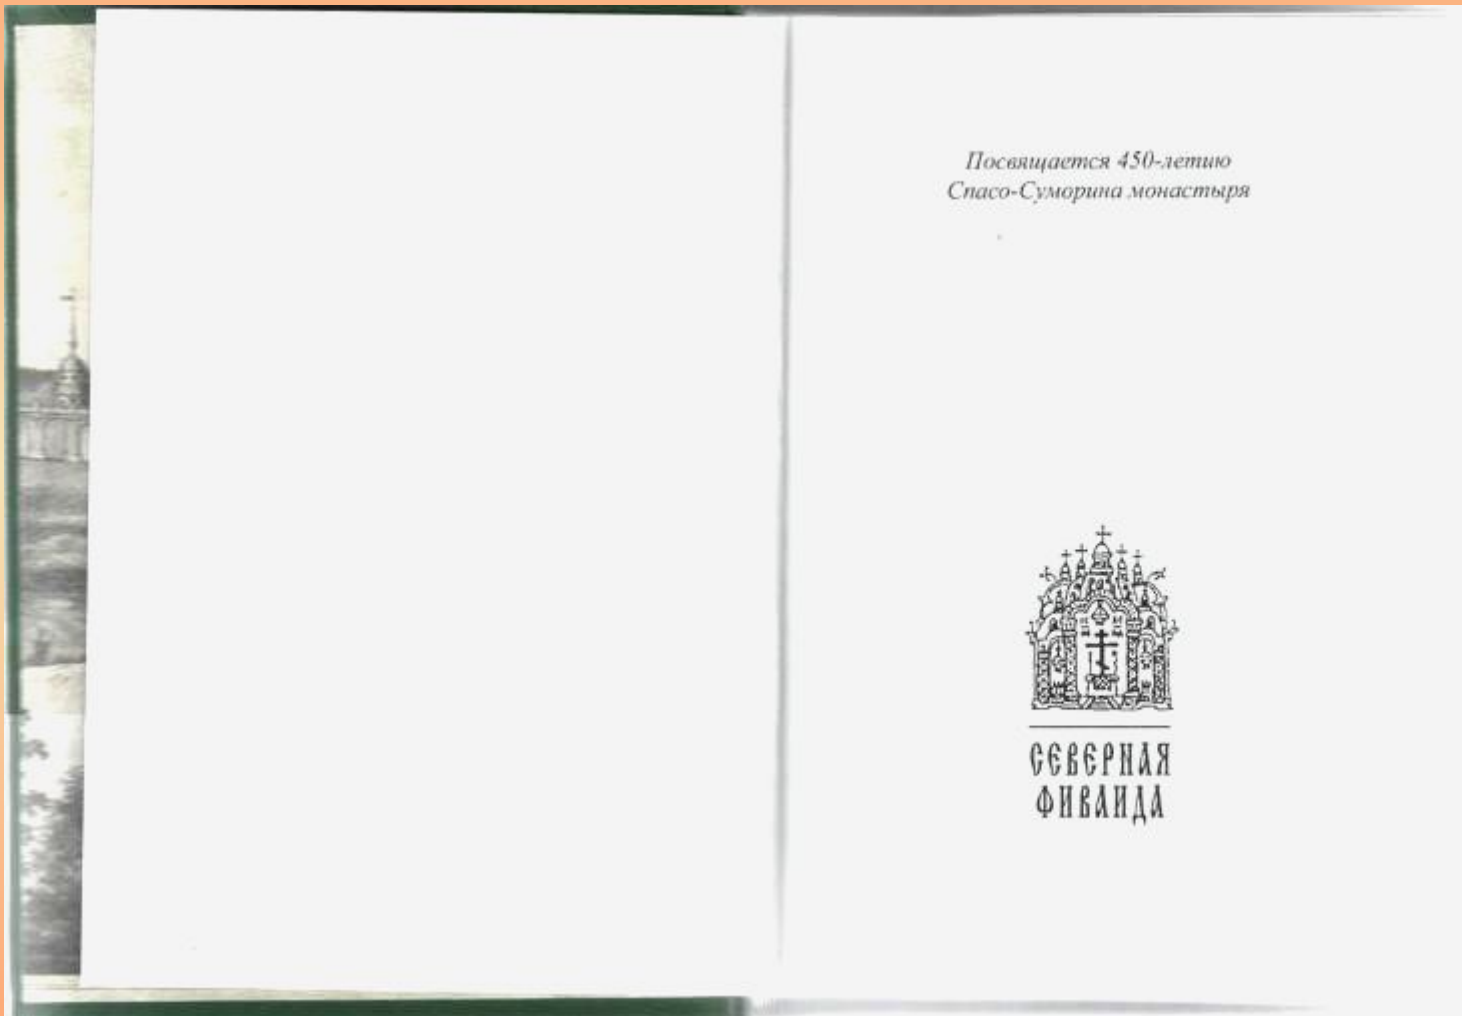 Посвящается 450-летию
Спасо-Суморина монастыря
СЕВЕРНАЯ
ФИВАИДА